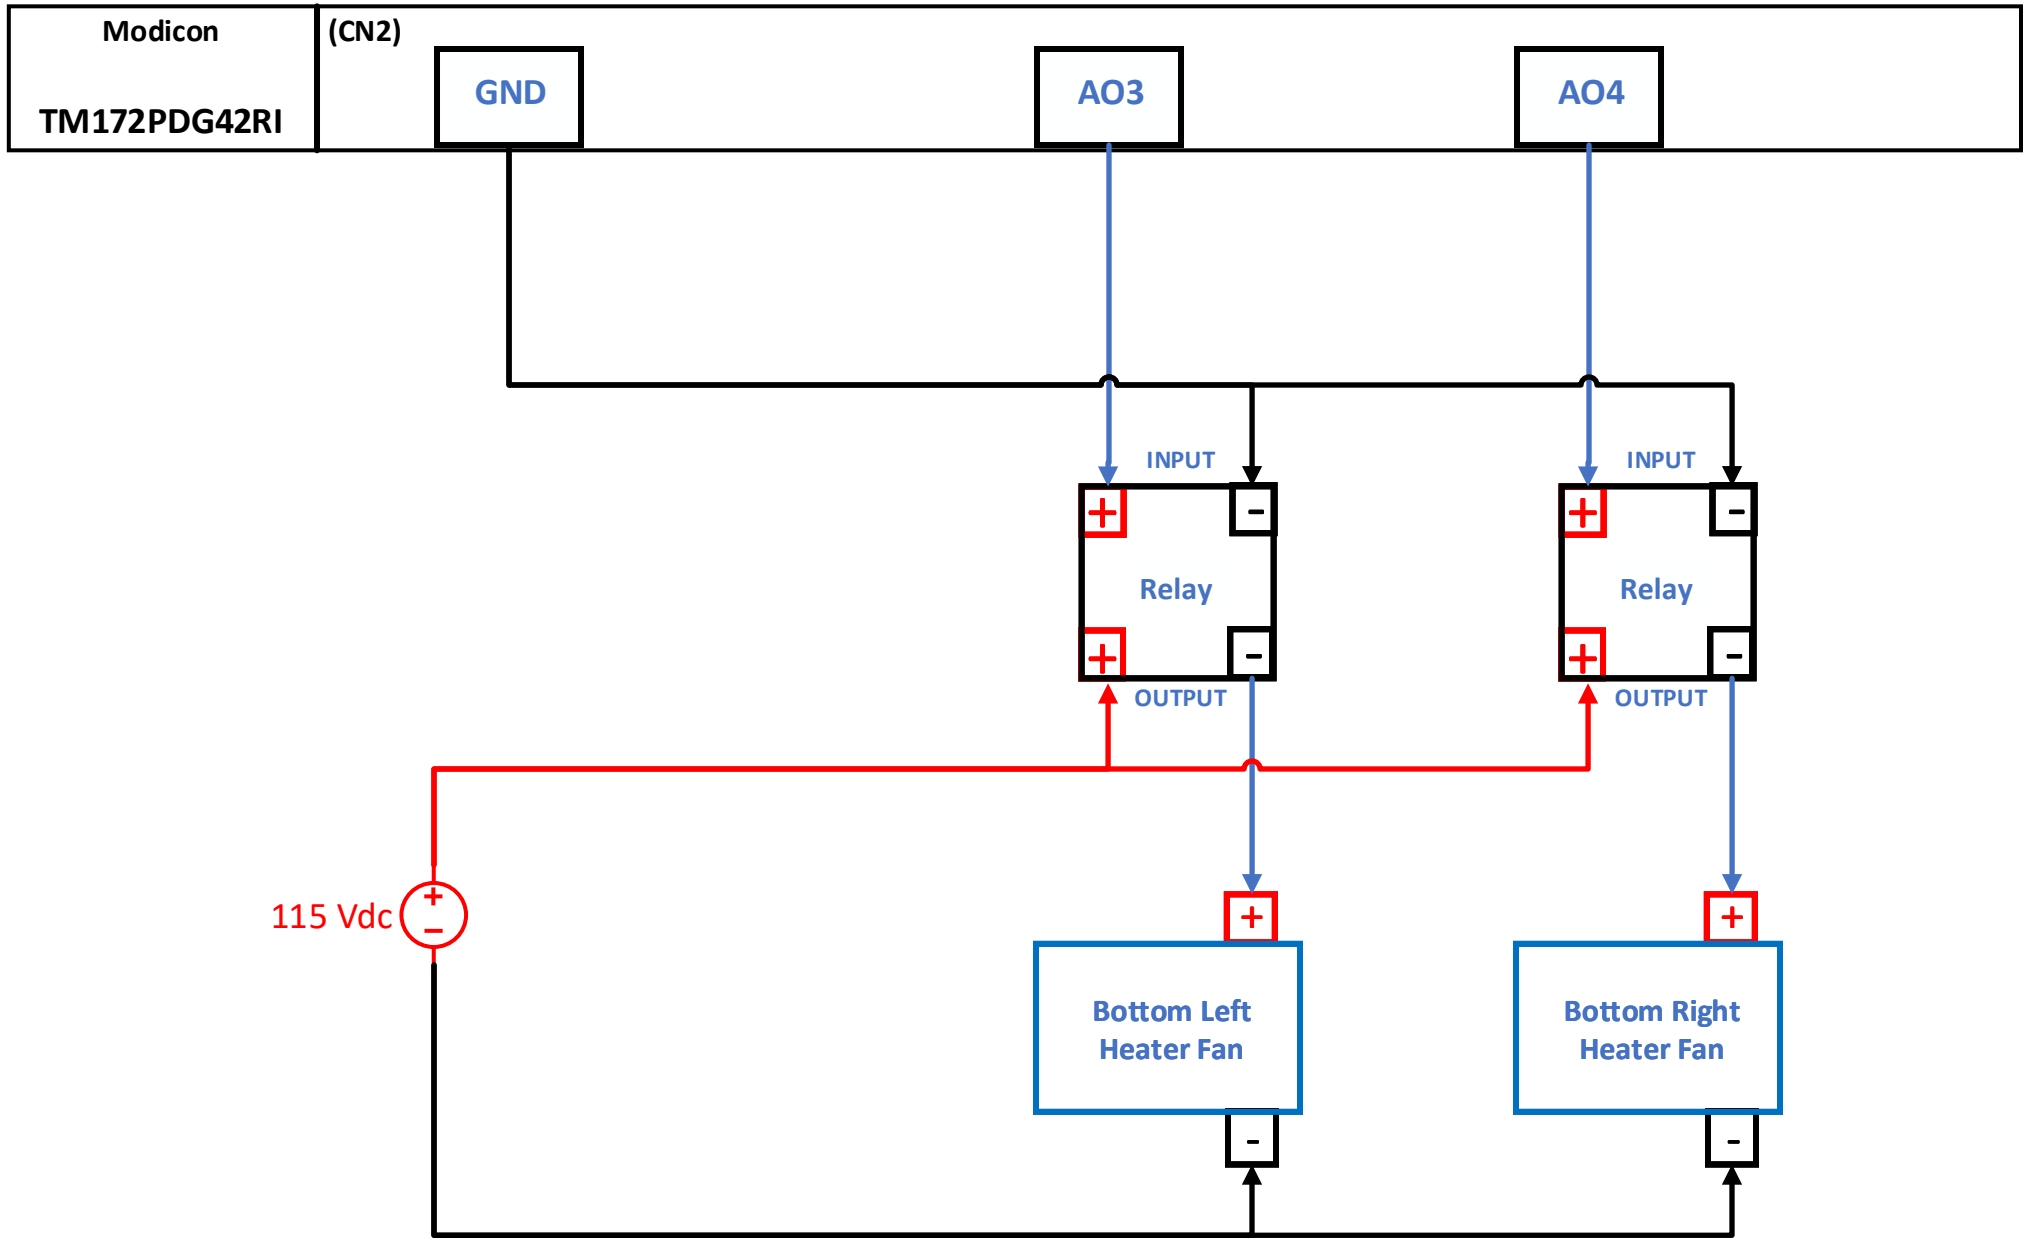 Modicon
TM172PDG42RI
(CN2)
GND
AO3
AO4
INPUT
INPUT
+
-
+
-
Relay
Relay
+
-
+
-
OUTPUT
OUTPUT
115 Vdc
+
–
+
+
Bottom Left
Heater Fan
Bottom Right
Heater Fan
-
-